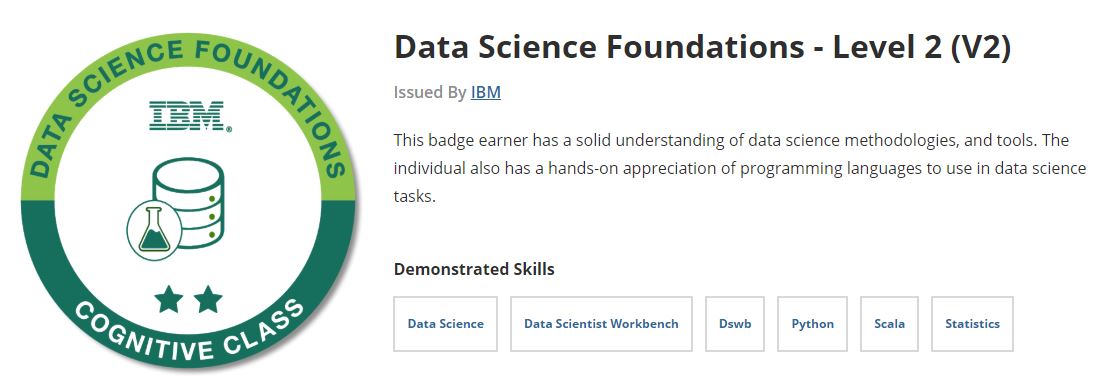 DATA SCIENCE FOUNDATIONS
IBM®
COGNITIVE CLASS
Data Science Foundations - Level 2 (V2)
Issued By IBM
This badge earner has a solid understanding of data science methodologies, and tools. The
individual also has a hands-on appreciation of programming languages to use in data science
tasks.
Demonstrated Skills
Data Science
Data Scientist Workbench
Dswb
Python
Scala
Statistics